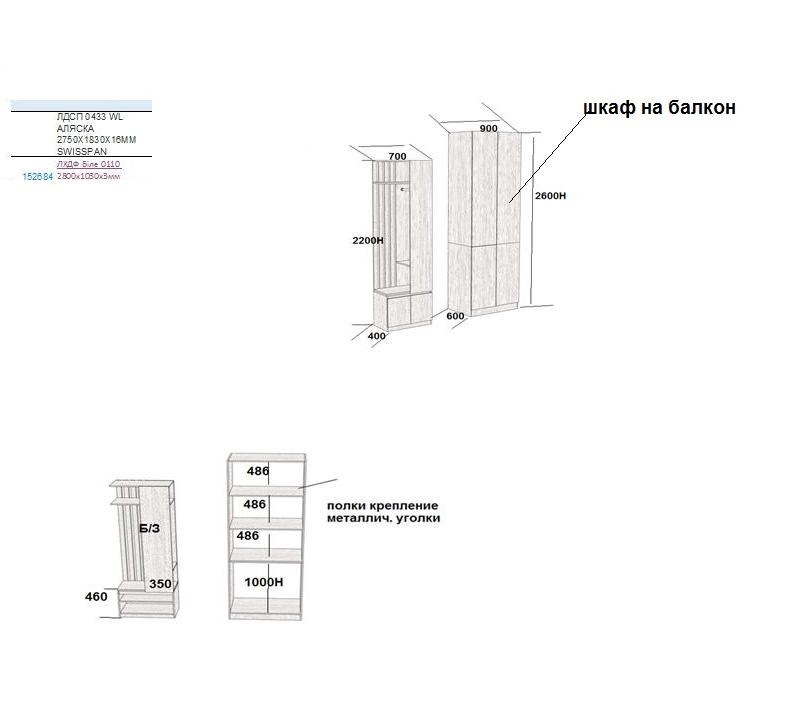 шкаф на балкон
ЛДСП 0433 WL
АЛЯСКА
2750Х1830Х16ММ
SWISSPAN
ЛХДФ Біле 0110
152684 2800х1030х3мм
900
700
2600Н
2200Н
600
400
486
486
полки крепление
металлич. уголки
Б/З
486
350
1000Н
460